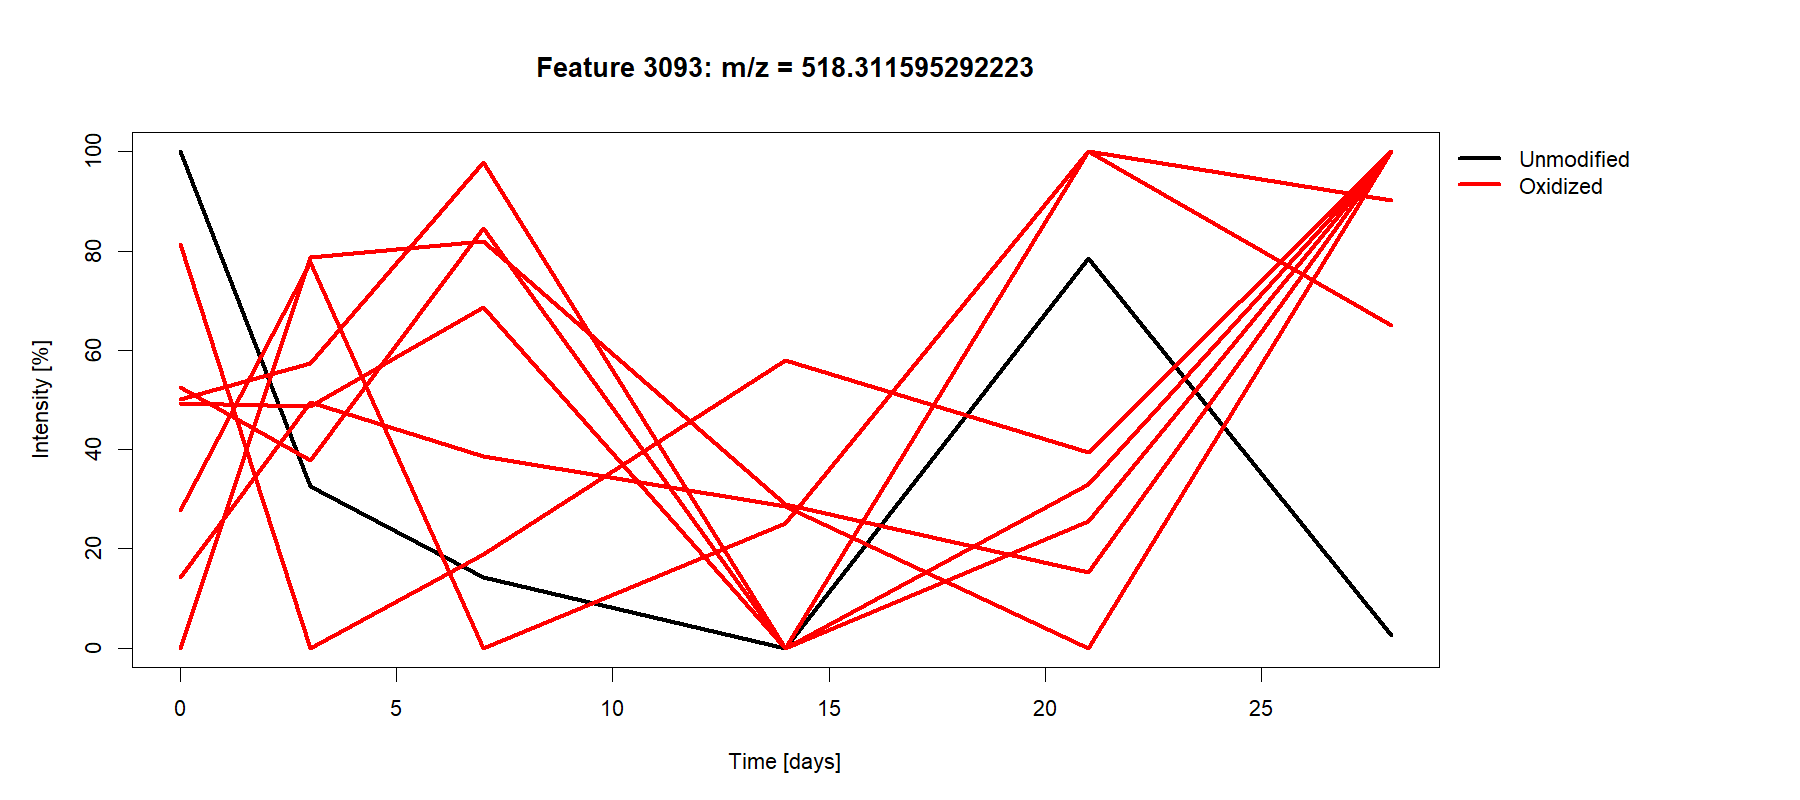 Feature 3093: m/z = 518.311595292223
100
80
60
40
20
0
Intensity [%]
0 5 10 15 20 25
Time [days]
Unmodified
Oxidized